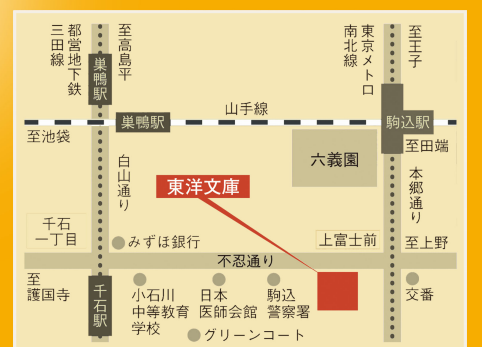 都営地下鉄
三田線
至高島平
巣鴨駅
東京メトロ
南北線
至王子
山手線
巣鴨駅
駒込駅
至池袋
至田端
六義園
白山通り
本郷通り
東洋文庫
千石
一丁目
みずほ銀行
上富士前
至上野
不忍通り
至
護国寺
千石駅
小石川
中等教育
学校
日本
医師会館
駒込
警察署
交番
グリーンコート